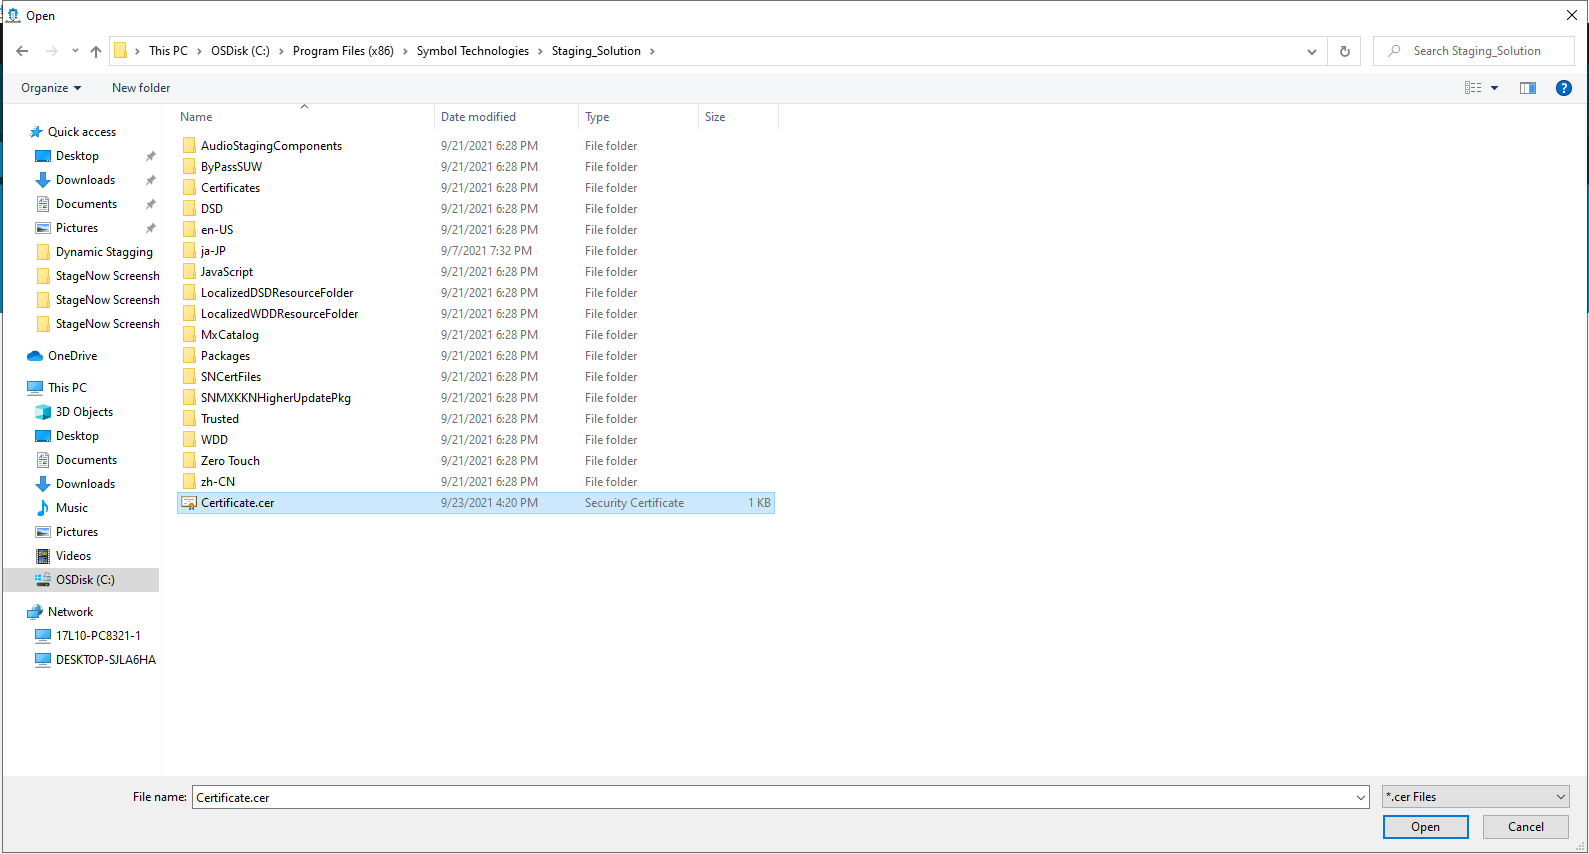 Open
This PC > OSDisk (C:) > Program Files (x86) > Symbol Technologies > Staging_Solution >
Search Staging_Solution
Organize
New folder
?
Name Date modified Type Size
Quick access
Desktop
Downloads
Documents
Pictures
Dynamic Stagging
StageNow Screensh
StageNow Screensh
StageNow Screensh
OneDrive
This PC
3D Objects
Desktop
Documents
Downloads
Music
Pictures
Videos
OSDisk (C:)
Network
17L10-PC8321-1
DESKTOP-SJLA6HA
AudioStagingComponents 9/21/2021 6:28 PM File folder
ByPassSUW 9/21/2021 6:28 PM File folder
Certificates 9/21/2021 6:28 PM File folder
DSD 9/21/2021 6:28 PM File folder
en-US 9/21/2021 6:28 PM File folder
ja-JP 9/7/2021 7:32 PM File folder
JavaScript 9/21/2021 6:28 PM File folder
LocalizedDSDResourceFolder 9/21/2021 6:28 PM File folder
LocalizedWDDResourceFolder 9/21/2021 6:28 PM File folder
MxCatalog 9/21/2021 6:28 PM File folder
Packages 9/21/2021 6:28 PM File folder
SNCertFiles 9/21/2021 6:28 PM File folder
SNMXKKNHigherUpdatePkg 9/21/2021 6:28 PM File folder
Trusted 9/21/2021 6:28 PM File folder
WDD 9/21/2021 6:28 PM File folder
Zero Touch 9/21/2021 6:28 PM File folder
zh-CN 9/21/2021 6:28 PM File folder
Certificate.cer 9/23/2021 4:20 PM Security Certificate 1 KB
File name: Certificate.cer
*.cer Files
Open
Cancel